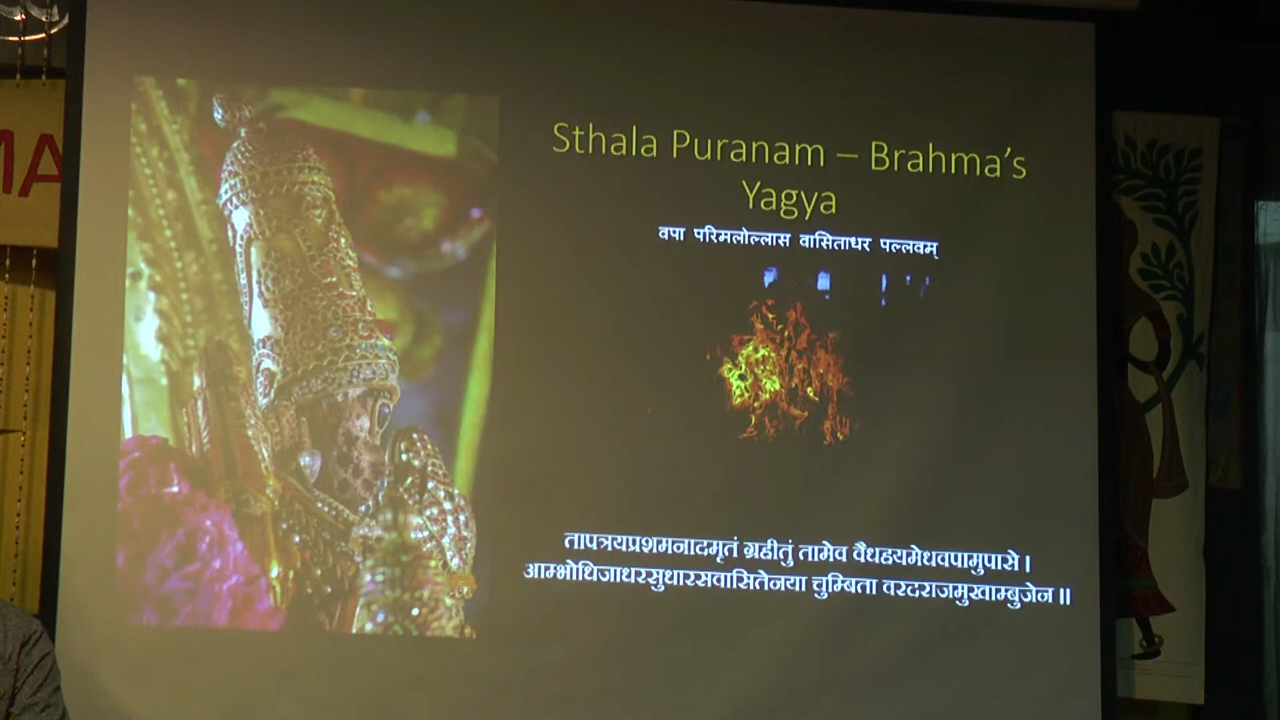 MA
Sthala Puranam – Brahma's
Yagya
वपा परिमलोल्लास वासिताधर पल्लवम्
तापत्रयप्रशमनादमृतं ग्रहीतुं तामेव वैधहयमेधवपामुपासे ।
आम्भोधिजाधरसुधारसवासितेनया चुम्बिता वरदराजमुखाम्बुजेन ॥